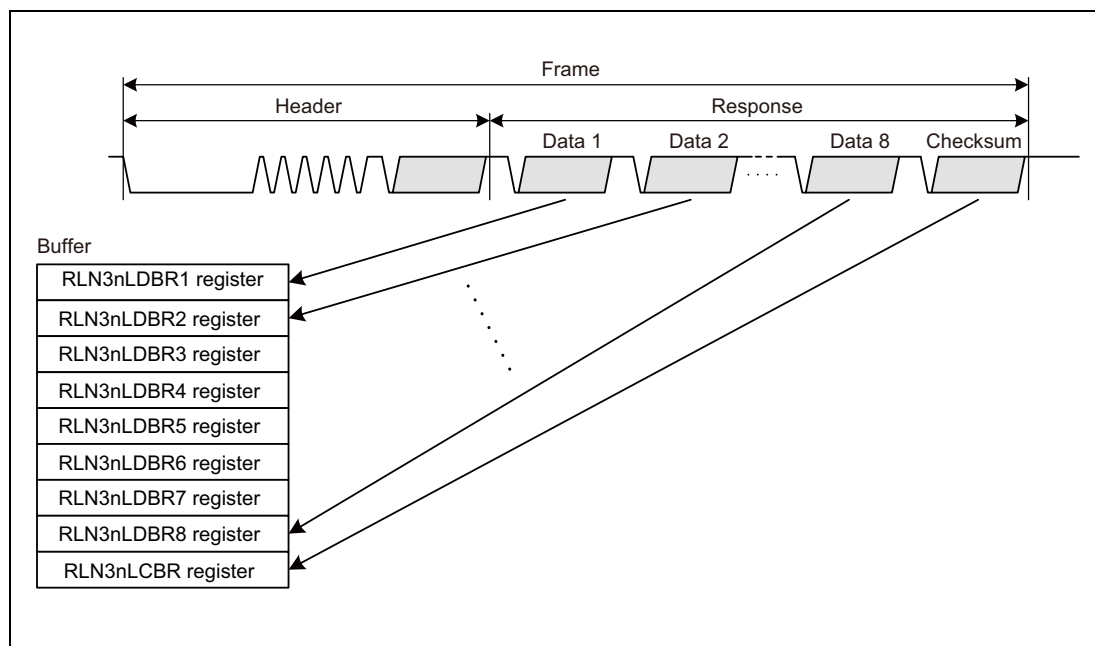 Frame
Header Response
Data 1 Data 2 Data 8 Checksum
Buffer
RLN3nLDBR1 register
RLN3nLDBR2 register
RLN3nLDBR3 register
RLN3nLDBR4 register
RLN3nLDBR5 register
RLN3nLDBR6 register
RLN3nLDBR7 register
RLN3nLDBR8 register
RLN3nLCBR register